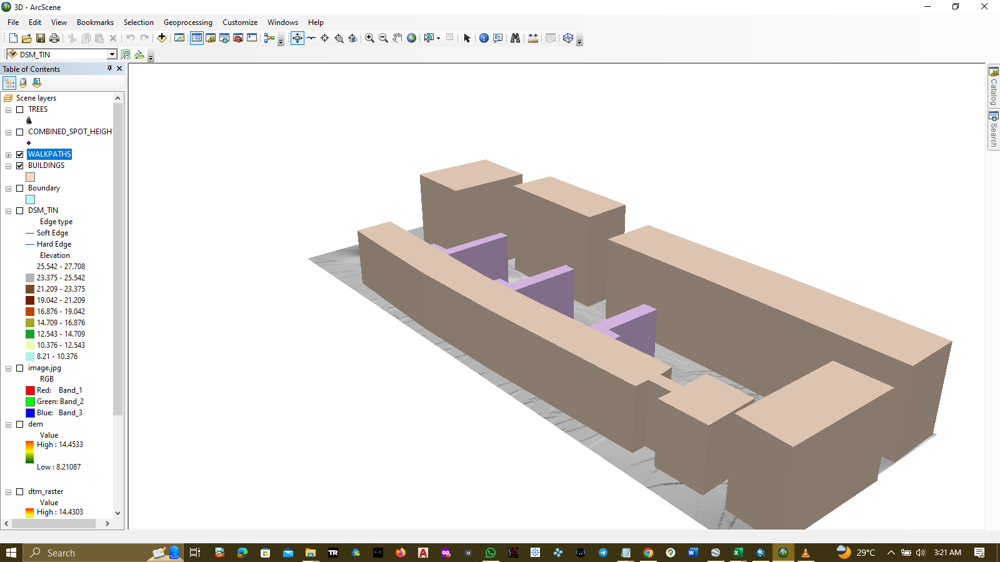 3D - ArcScene
File Edit View Bookmarks Selection Geoprocessing Customize Windows Help
DSM_TIN
Table of Contents
Scene layers
TREES
COMBINED_SPOT_HEIGH
WALKPATHS
BUILDINGS
Boundary
DSM_TIN
Edge type
Soft Edge
Hard Edge
Elevation
25.542 - 27.708
23.375 - 25.542
21.209 - 23.375
19.042 - 21.209
16.876 - 19.042
14.709 - 16.876
12.543 - 14.709
10.376 - 12.543
8.21 - 10.376
image.jpg
RGB
Red: Band_1
Green: Band_2
Blue: Band_3
dem
Value
High : 14.4533
Low : 8.21087
dtm_raster
Value
High : 14.4303
Catalog
Search
Search
TR
A
M
29°C
3:21 AM